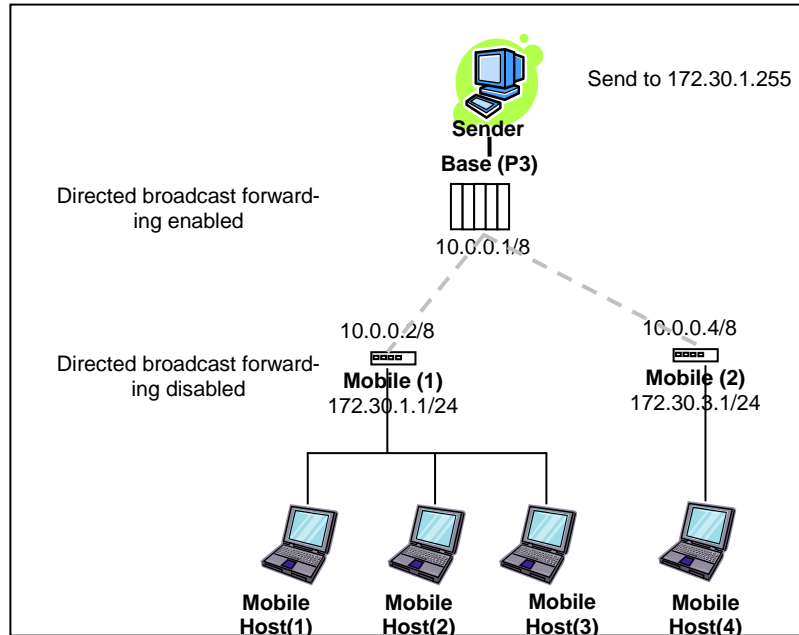 Send to 172.30.1.255
Sender
Base (P3)
Directed broadcast forward-
ing enabled
10.0.0.1/8
10.0.0.2/8
10.0.0.4/8
Directed broadcast forward-
ing disabled
Mobile (1)
172.30.1.1/24
Mobile (2)
172.30.3.1/24
Mobile
Host(1)
Mobile
Host(2)
Mobile
Host(3)
Mobile
Host(4)